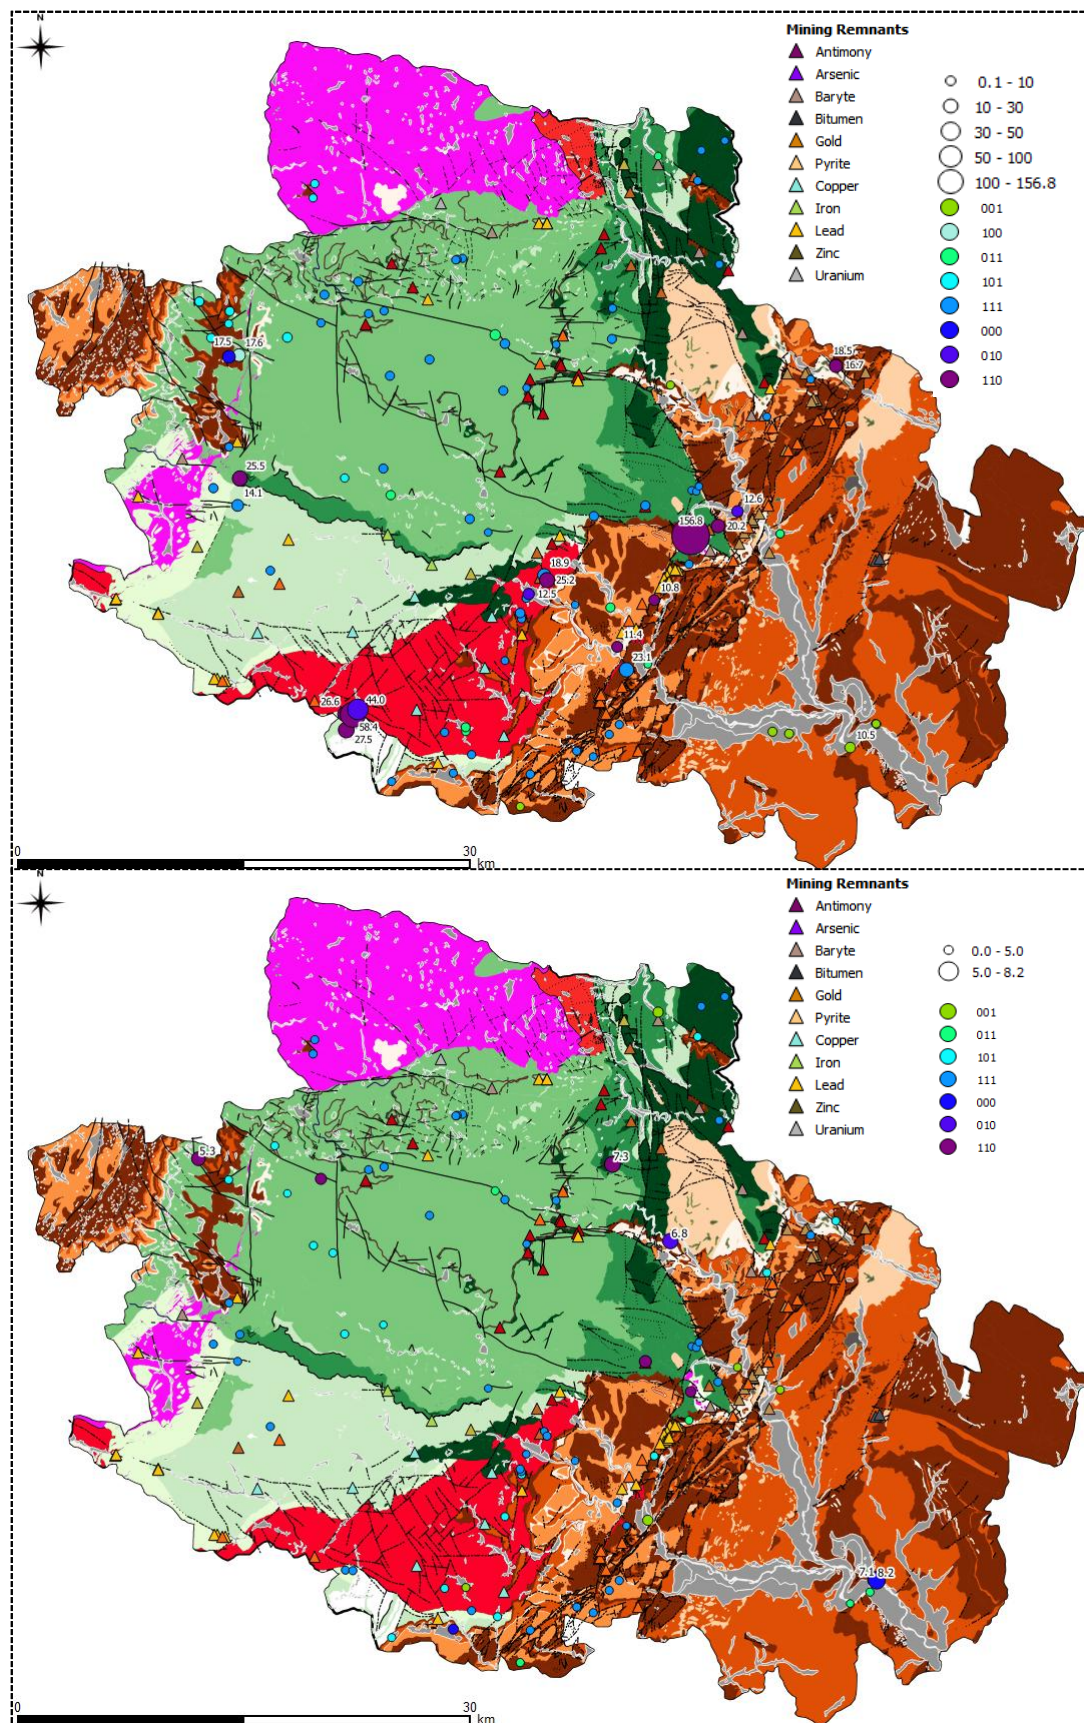 N
Mining Remnants
Antimony
Arsenic
Baryte
Bitumen
Gold
Pyrite
Copper
Iron
Lead
Zinc
Uranium
0.1 - 10
10 - 30
30 - 50
50 - 100
100 - 156.8
001
100
011
101
111
000
010
110
17.5
17.6
18.5
16.7
25.5
14.1
12.6
156.8
20.2
18.9
25.2
12.5
10.8
11.4
23.1
26.6
44.0
58.4
27.5
10.5
0
30
km
N
Mining Remnants
Antimony
Arsenic
Baryte
Bitumen
Gold
Pyrite
Copper
Iron
Lead
Zinc
Uranium
0.0 - 5.0
5.0 - 8.2
001
011
101
111
000
010
110
5.3
7.3
6.8
7.1
8.2
0
30
km